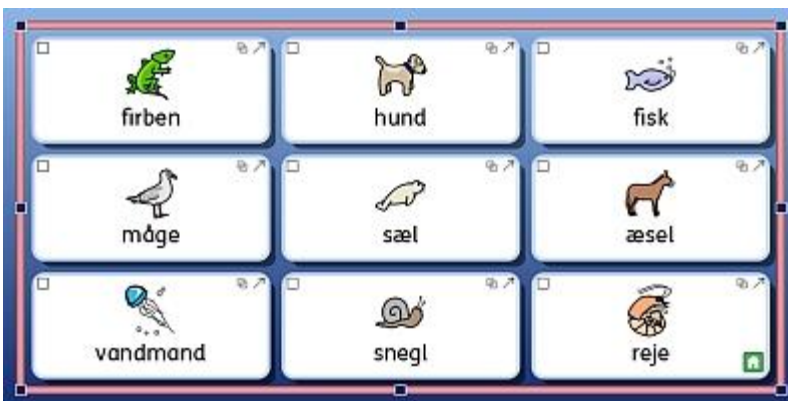 firben
hund
fisk
måge
sæl
æsel
vandmand
snegl
reje